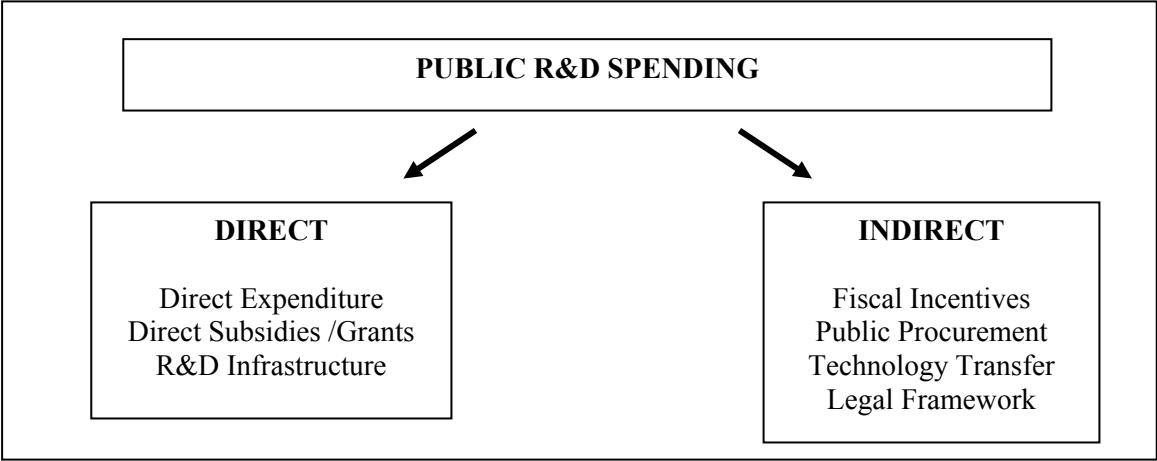 PUBLIC R&D SPENDING
DIRECT
Direct Expenditure
Direct Subsidies /Grants
R&D Infrastructure
INDIRECT
Fiscal Incentives
Public Procurement
Technology Transfer
Legal Framework